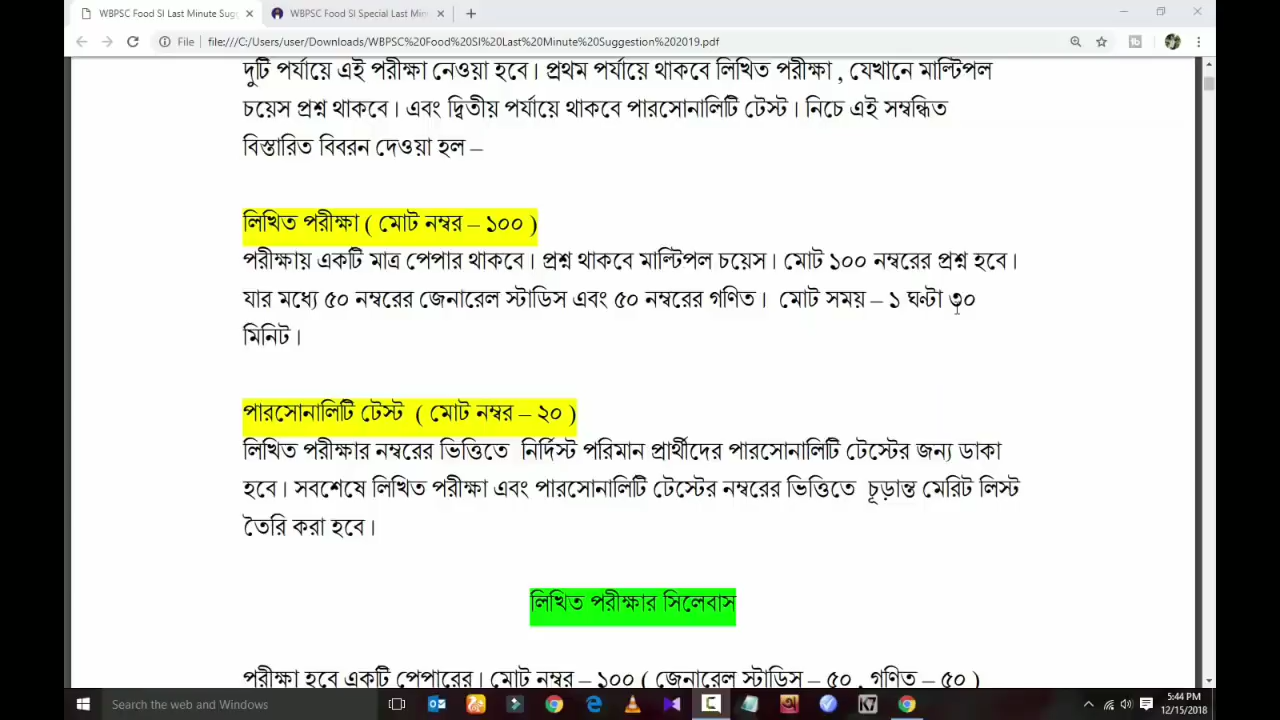 WBPSC Food SI Last Minute Sugg
WBPSC Food SI Special Last Min
File | file:///C:/Users/user/Downloads/WBPSC%20Food%20SI%20Last%20Minute%20Suggestion%202019.pdf
দুটি পর্যায়ে এই পরীক্ষা নেওয়া হবে। প্রথম পর্যায়ে থাকবে লিখিত পরীক্ষা , যেখানে মাল্টিপল
চয়েস প্রশ্ন থাকবে। এবং দ্বিতীয় পর্যায়ে থাকবে পারসোনালিটি টেস্ট। নিচে এই সম্বন্ধিত
বিস্তারিত বিবরন দেওয়া হল –
লিখিত পরীক্ষা ( মোট নম্বর – ১০০ )
পরীক্ষায় একটি মাত্র পেপার থাকবে। প্রশ্ন থাকবে মাল্টিপল চয়েস। মোট ১০০ নম্বরের প্রশ্ন হবে।
যার মধ্যে ৫০ নম্বরের জেনারেল স্টাডিস এবং ৫০ নম্বরের গণিত। মোট সময় – ১ ঘণ্টা ৩০
মিনিট।
পারসোনালিটি টেস্ট ( মোট নম্বর – ২০ )
লিখিত পরীক্ষার নম্বরের ভিত্তিতে নির্দিস্ট পরিমান প্রার্থীদের পারসোনালিটি টেস্টের জন্য ডাকা
হবে। সবশেষে লিখিত পরীক্ষা এবং পারসোনালিটি টেস্টের নম্বরের ভিত্তিতে চূড়ান্ত মেরিট লিস্ট
তৈরি করা হবে।
লিখিত পরীক্ষার সিলেবাস
পরীক্ষা হবে একটি পেপারের। মোট নম্বর – ১০০ ( জেনারেল স্টাডিস – ৫০ , গণিত – ৫০ )
Search the web and Windows
5:44 PM
12/15/2018